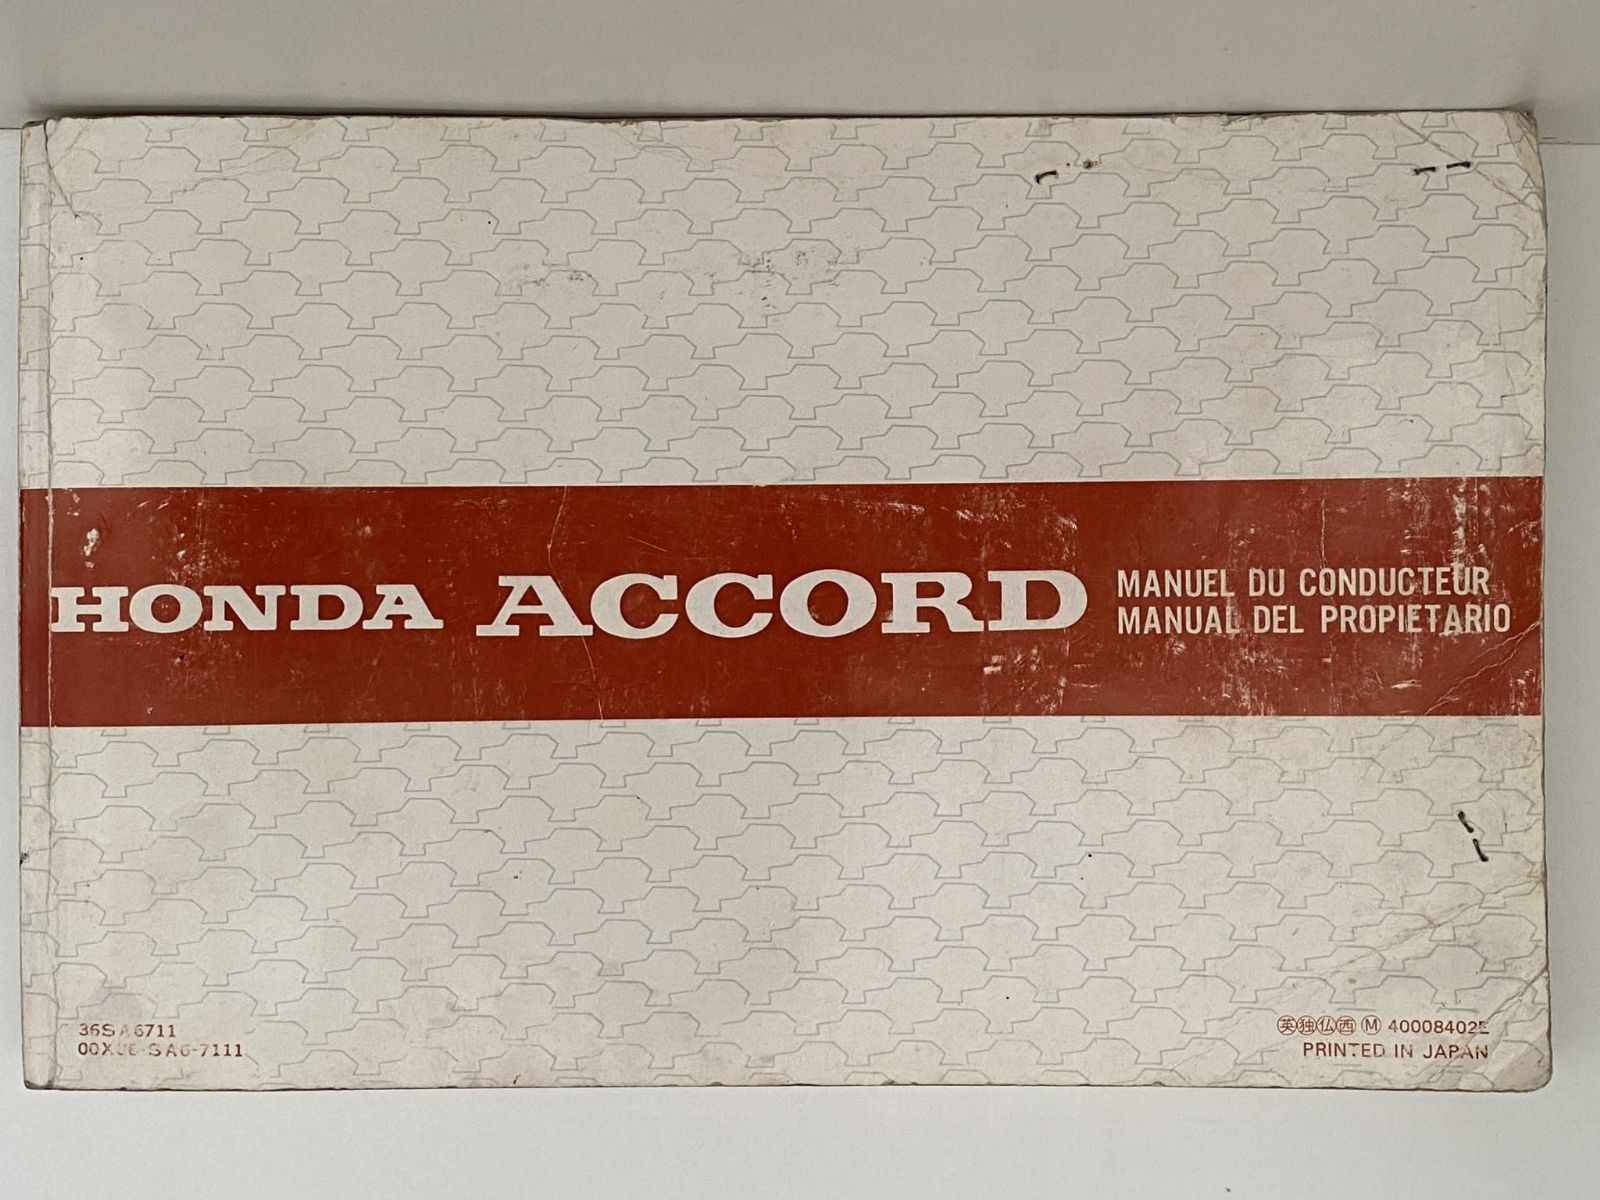 HONDA ACCORD
MANUEL DU CONDUCTEUR
MANUAL DEL PROPIETARIO
36SA6711
00X36-SA6-7111
英独仏西 Ⓜ 40008402E
PRINTED IN JAPAN